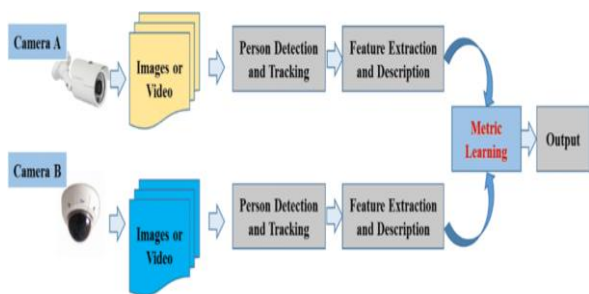 Camera A
Images or
Video
Person Detection
and Tracking
Feature Extraction
and Description
Metric
Learning
Output
Camera B
Images or
Video
Person Detection
and Tracking
Feature Extraction
and Description